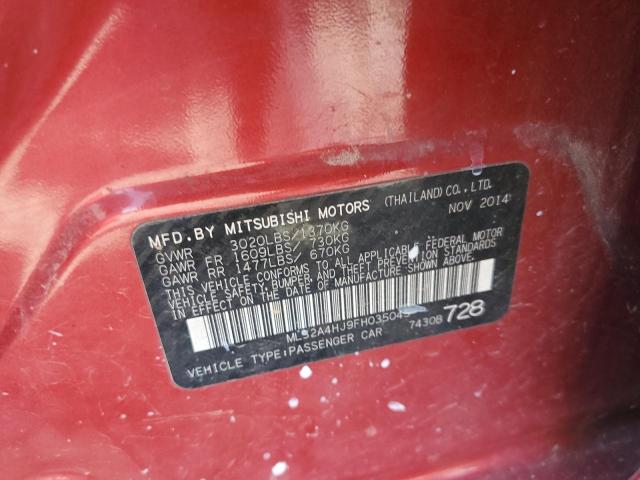 MFD. BY MITSUBISHI MOTORS (THAILAND) CO., LTD.
NOV 2014
GVWR 3020LBS/1370KG
GAWR FR 1609LBS/ 730KG
GAWR RR 1477LBS/ 670KG
THIS VEHICLE CONFORMS TO ALL APPLICABLE FEDERAL MOTOR
VEHICLE SAFETY, BUMPER AND THEFT PREVENTION STANDARDS
IN EFFECT ON THE DATE OF MANUFACTURE SHOWN ABOVE.
VEHICLE TYPE:PASSENGER CAR 74308 728